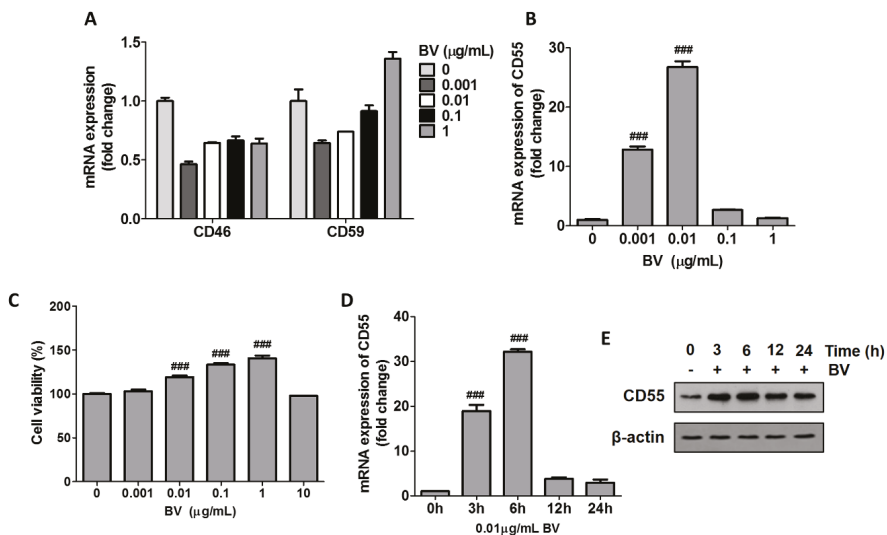 A
mRNA expression
(fold change)
1.5
1.0
0.5
0.0
CD46 CD59
BV (μg/mL)
0
0.001
0.01
0.1
1
B
mRNA expression of CD55
(fold change)
30
20
10
0
###
###
0 0.001 0.01 0.1 1
BV (μg/mL)
C
Cell viability (%)
200
150
100
50
0
###
###
###
0 0.001 0.01 0.1 1 10
BV (μg/mL)
D
mRNA expression of CD55
(fold change)
40
30
20
10
0
###
###
0h 3h 6h 12h 24h
0.01μg/mL BV
E
0 3 6 12 24 Time (h)
- + + + + BV
CD55
β-actin